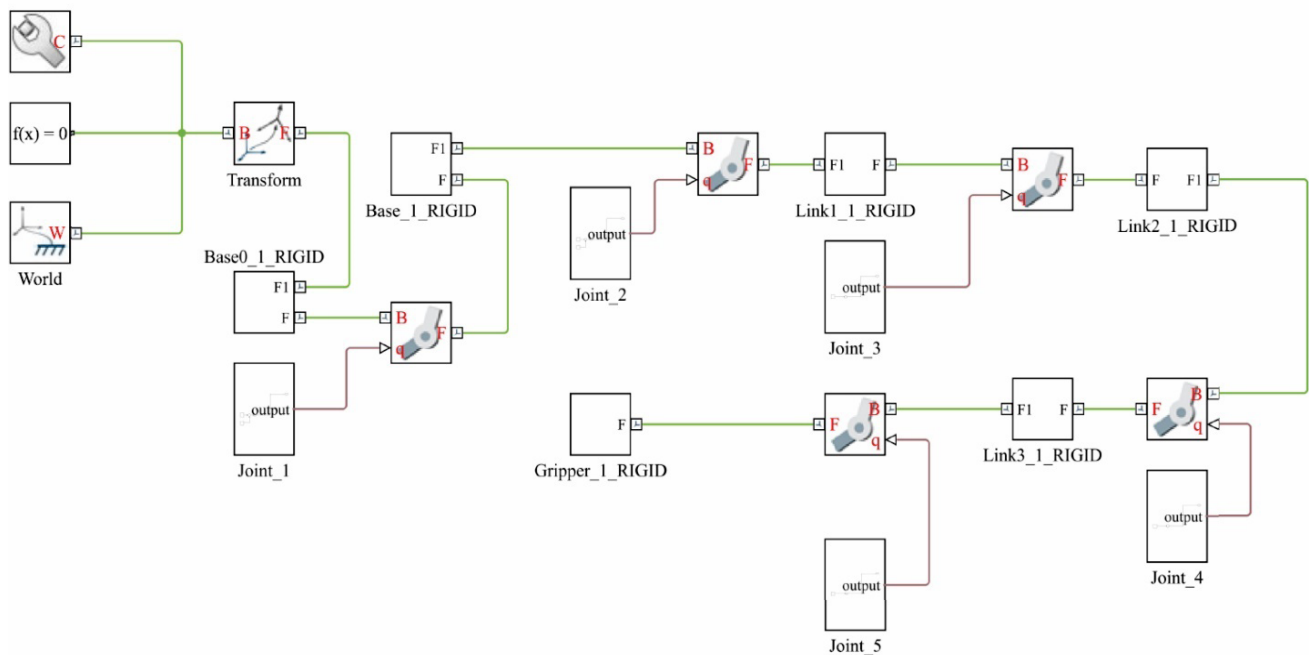 C
f(x) = 0
B F
Transform
W
World
F1
F
Base_1_RIGID
B
F
q
output
Joint_2
F1 F
Link1_1_RIGID
B
F
q
output
Joint_3
F F1
Link2_1_RIGID
Base0_1_RIGID
F1
F
B
F
q
output
Joint_1
F
Gripper_1_RIGID
F B
q
F1 F
Link3_1_RIGID
F B
q
output
Joint_4
output
Joint_5